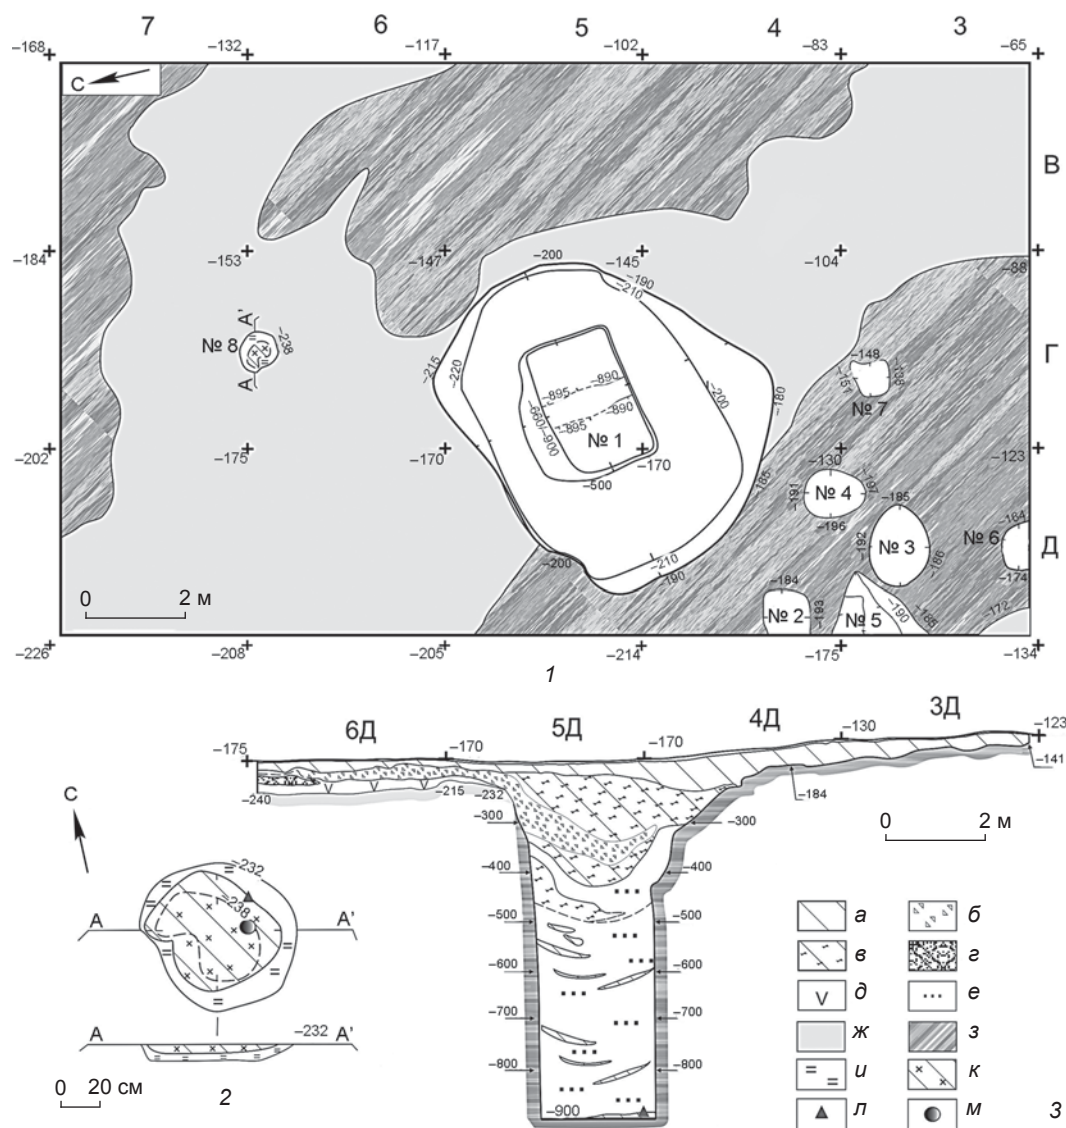 7 6 5 4 3
–168 –132 –117 –102 –83 –65
С
В
–184 –153 –147 –200 –145 –190 –104 –88
–210
№ 8 А' –238 А
–215 –220
–895 –890
–895 –890
–660/–900
№ 1
–500
–200
–180
–185
–148
–157 –138
№ 7
Г
–202 –175 –170 –170 –130 –123
–191 № 4 –197
–196
–185
–192 № 3 –186
–164
№ 6
–174
Д
–200 –210
–190
–184
№ 2 –193
№ 5 –190 –185
–172
0 2 м
–226 –208 –205 –214 –175 –134
1
6Д 5Д 4Д 3Д
–175 –170 –170 –130 –123
–141
–240 –215 –232 –184
–300 –300
–400 –400
–500 –500
–600 –600
–700 –700
–800 –800
–900
0 2 м
С
–232
–238
А А'
А –232 А'
0 20 см
2
а б
в г
д е
ж з
и к
л м
3